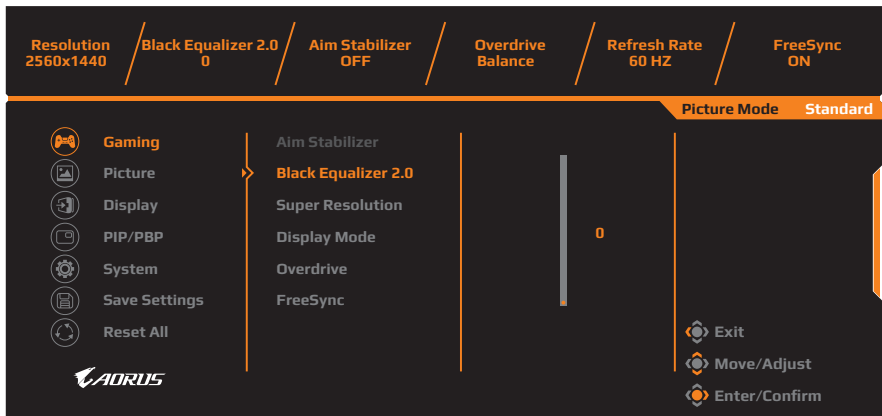 Resolution
2560x1440
Black Equalizer 2.0
0
Aim Stabilizer
OFF
Overdrive
Balance
Refresh Rate
60 HZ
FreeSync
ON
Picture Mode Standard
Gaming
Picture
Display
PIP/PBP
System
Save Settings
Reset All
AORUS
Aim Stabilizer
Black Equalizer 2.0
Super Resolution
Display Mode
Overdrive
FreeSync
0
Exit
Move/Adjust
Enter/Confirm